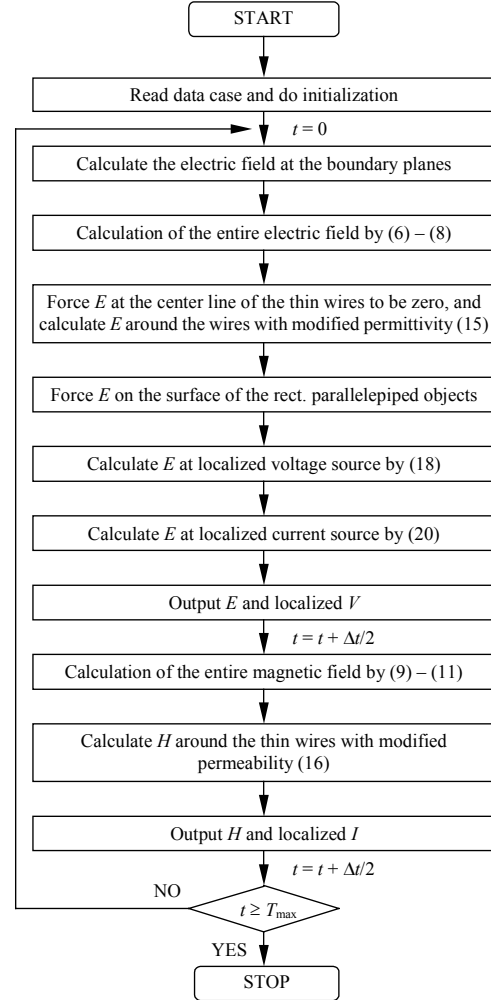 START
Read data case and do initialization
t = 0
Calculate the electric field at the boundary planes
Calculation of the entire electric field by (6) – (8)
Force E at the center line of the thin wires to be zero, and
calculate E around the wires with modified permittivity (15)
Force E on the surface of the rect. parallelepiped objects
Calculate E at localized voltage source by (18)
Calculate E at localized current source by (20)
Output E and localized V
t = t + Δt/2
Calculation of the entire magnetic field by (9) – (11)
Calculate H around the thin wires with modified
permeability (16)
Output H and localized I
t = t + Δt/2
NO
t ≥ Tmax
YES
STOP